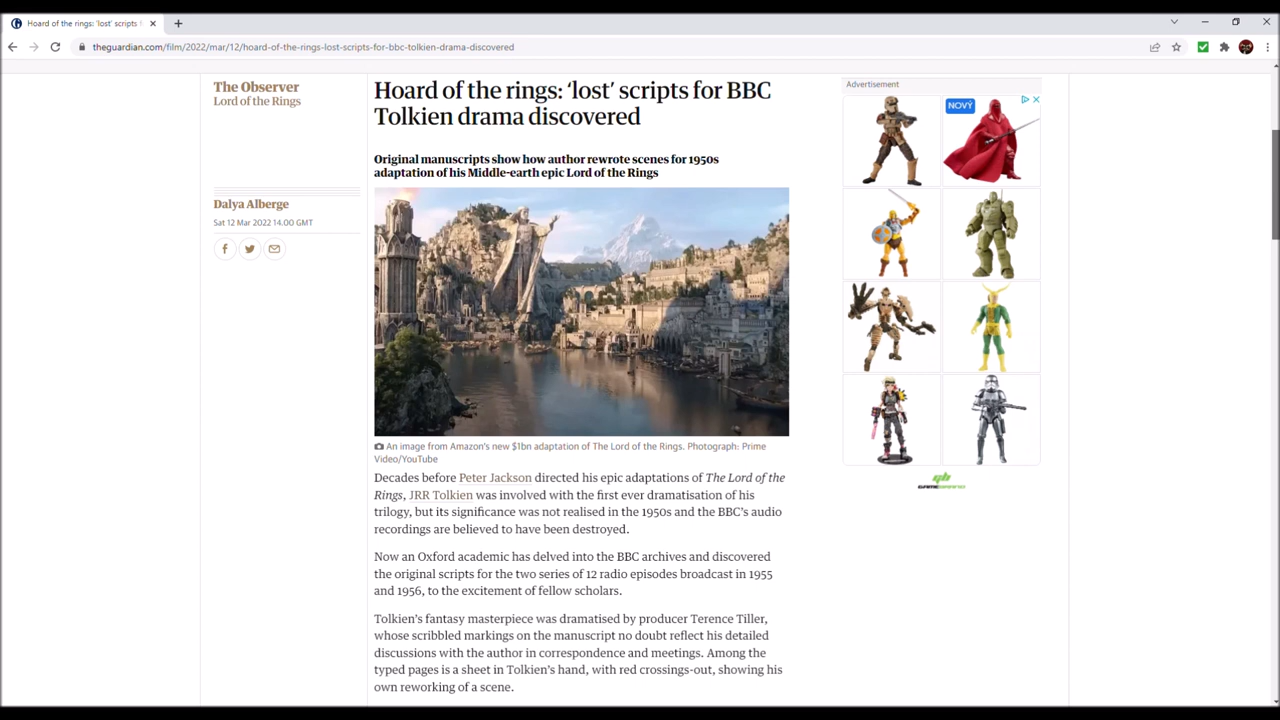 Hoard of the rings: 'lost' scripts f
theguardian.com/film/2022/mar/12/hoard-of-the-rings-lost-scripts-for-bbc-tolkien-drama-discovered
The Observer
Lord of the Rings
Dalya Alberge
Sat 12 Mar 2022 14.00 GMT
Hoard of the rings: ‘lost’ scripts for BBC
Tolkien drama discovered
Original manuscripts show how author rewrote scenes for 1950s
adaptation of his Middle-earth epic Lord of the Rings
An image from Amazon's new $1bn adaptation of The Lord of the Rings. Photograph: Prime
Video/YouTube
Decades before Peter Jackson directed his epic adaptations of The Lord of the
Rings, JRR Tolkien was involved with the first ever dramatisation of his
trilogy, but its significance was not realised in the 1950s and the BBC’s audio
recordings are believed to have been destroyed.
Now an Oxford academic has delved into the BBC archives and discovered
the original scripts for the two series of 12 radio episodes broadcast in 1955
and 1956, to the excitement of fellow scholars.
Tolkien’s fantasy masterpiece was dramatised by producer Terence Tiller,
whose scribbled markings on the manuscript no doubt reflect his detailed
discussions with the author in correspondence and meetings. Among the
typed pages is a sheet in Tolkien’s hand, with red crossings-out, showing his
own reworking of a scene.
Advertisement
NOVÝ